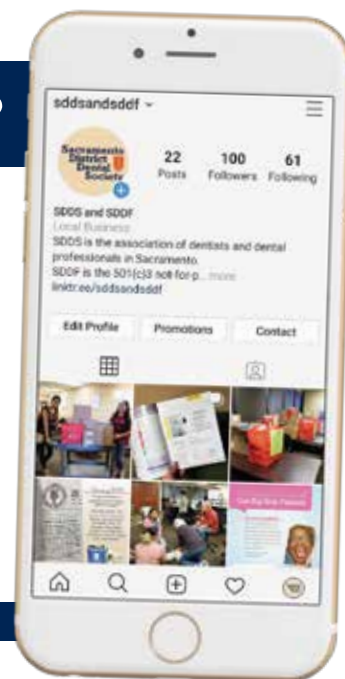 sddsandsddf
Sacramento
District
Dental
Society
22
100
61
Posts
Followers
Following
SDDS and SDDF
Local Business
SDDS is the association of dentists and dental
professionals in Sacramento.
SDDF is the 501(c)3 not-for-p... more
linktr.ee/sddsandsddf
Edit Profile
Promotions
Contact